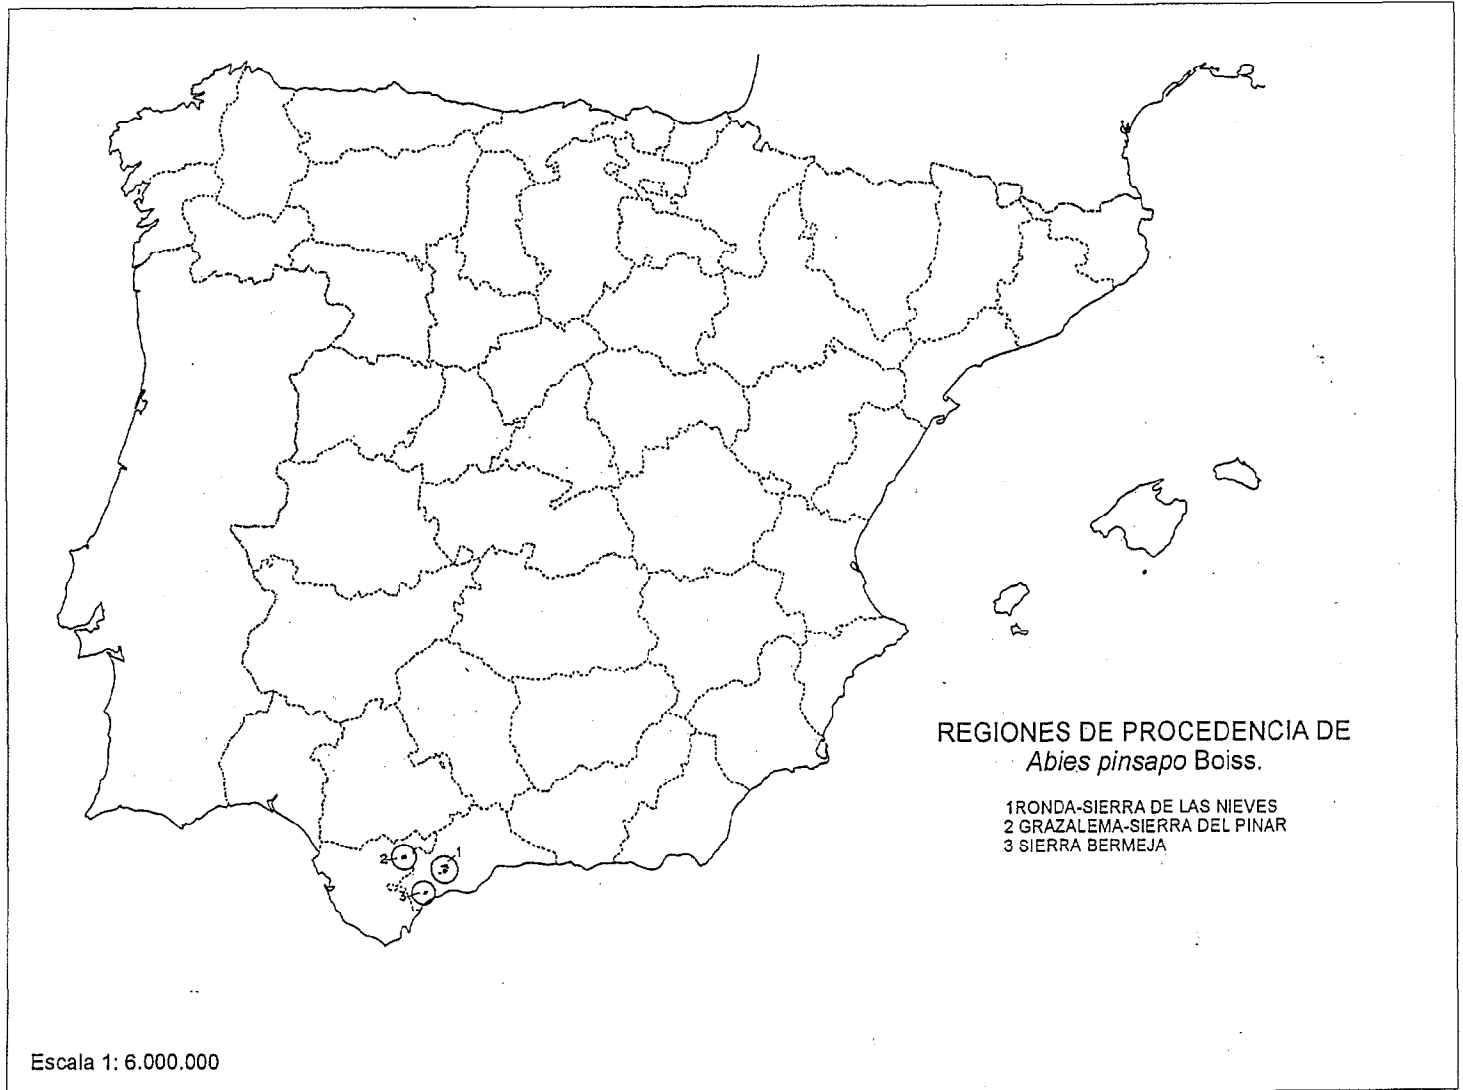 REGIONES DE PROCEDENCIA DE
Abies pinsapo Boiss.
1RONDA-SIERRA DE LAS NIEVES
2 GRAZALEMA-SIERRA DEL PINAR
3 SIERRA BERMEJA
2
1
3
Escala 1: 6.000.000